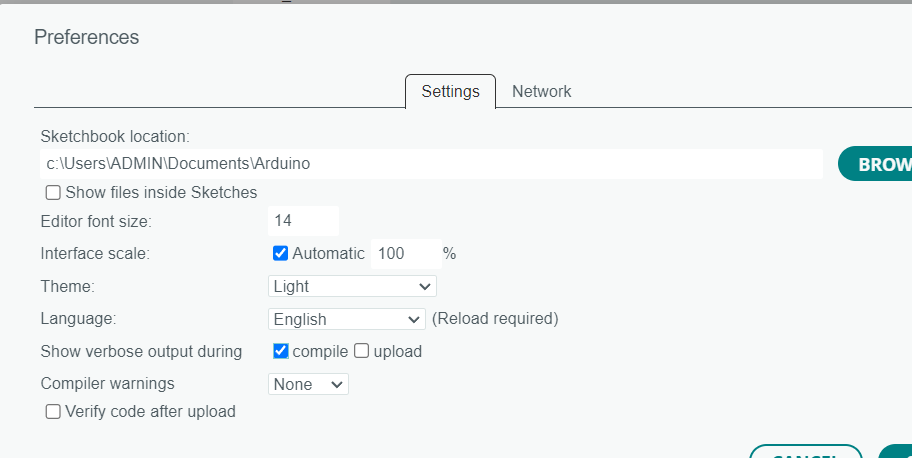 Preferences
Settings Network
Sketchbook location:
c:\Users\ADMIN\Documents\Arduino
Show files inside Sketches
Editor font size: 14
Interface scale: Automatic 100 %
Theme: Light
Language: English (Reload required)
Show verbose output during compile upload
Compiler warnings None
Verify code after upload